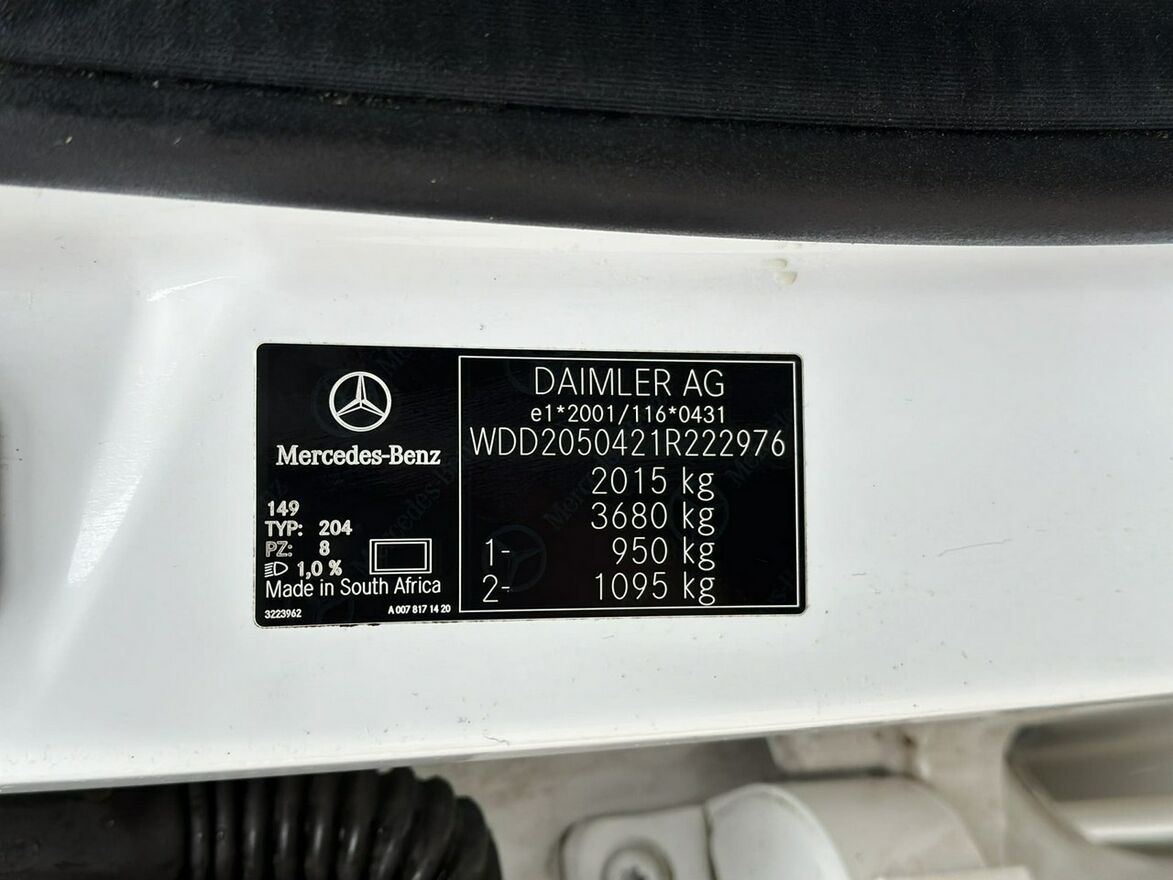 Mercedes-Benz
149
TYP: 204
PZ: 8
1,0 %
Made in South Africa
3223962 A 007 817 14 20
DAIMLER AG
e1*2001/116*0431
WDD2050421R222976
2015 kg
3680 kg
1- 950 kg
2- 1095 kg